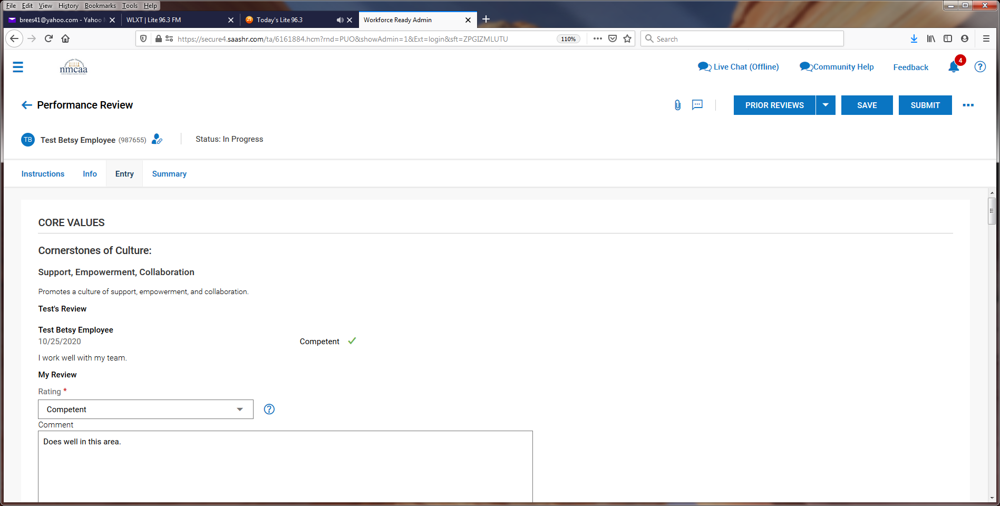 File Edit View History Bookmarks Tools Help
brees41@yahoo.com - Yahoo WLXT | Lite 96.3 FM Today's Lite 96.3 Workforce Ready Admin
https://secure4.saashr.com/ta/6161884.hcm?rnd=PUO&showAdmin=1&Ext=login&sft=ZPGIZMLUTU 110% Search
nmcaa Live Chat (Offline) Community Help Feedback 4 ?
Performance Review PRIOR REVIEWS SAVE SUBMIT
TB Test Betsy Employee (987655) Status: In Progress
Instructions Info Entry Summary
CORE VALUES
Cornerstones of Culture:
Support, Empowerment, Collaboration
Promotes a culture of support, empowerment, and collaboration.
Test's Review
Test Betsy Employee
10/25/2020 Competent
I work well with my team.
My Review
Rating *
Competent ?
Comment
Does well in this area.